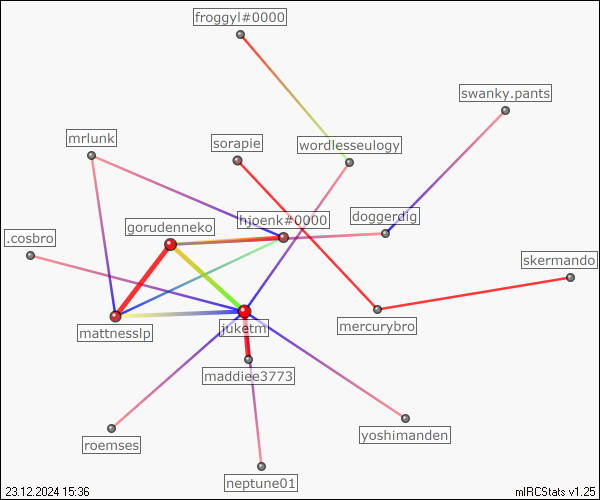 froggyl#0000
swanky.pants
mrlunk
sorapie
wordlesseulogy
hjoenk#0000
doggerdig
gorudenneko
.cosbro
skermando
mattnesslp
juketm
mercurybro
maddiee3773
roemses
yoshimanden
neptune01
23.12.2024 15:36
mIRCStats v1.25